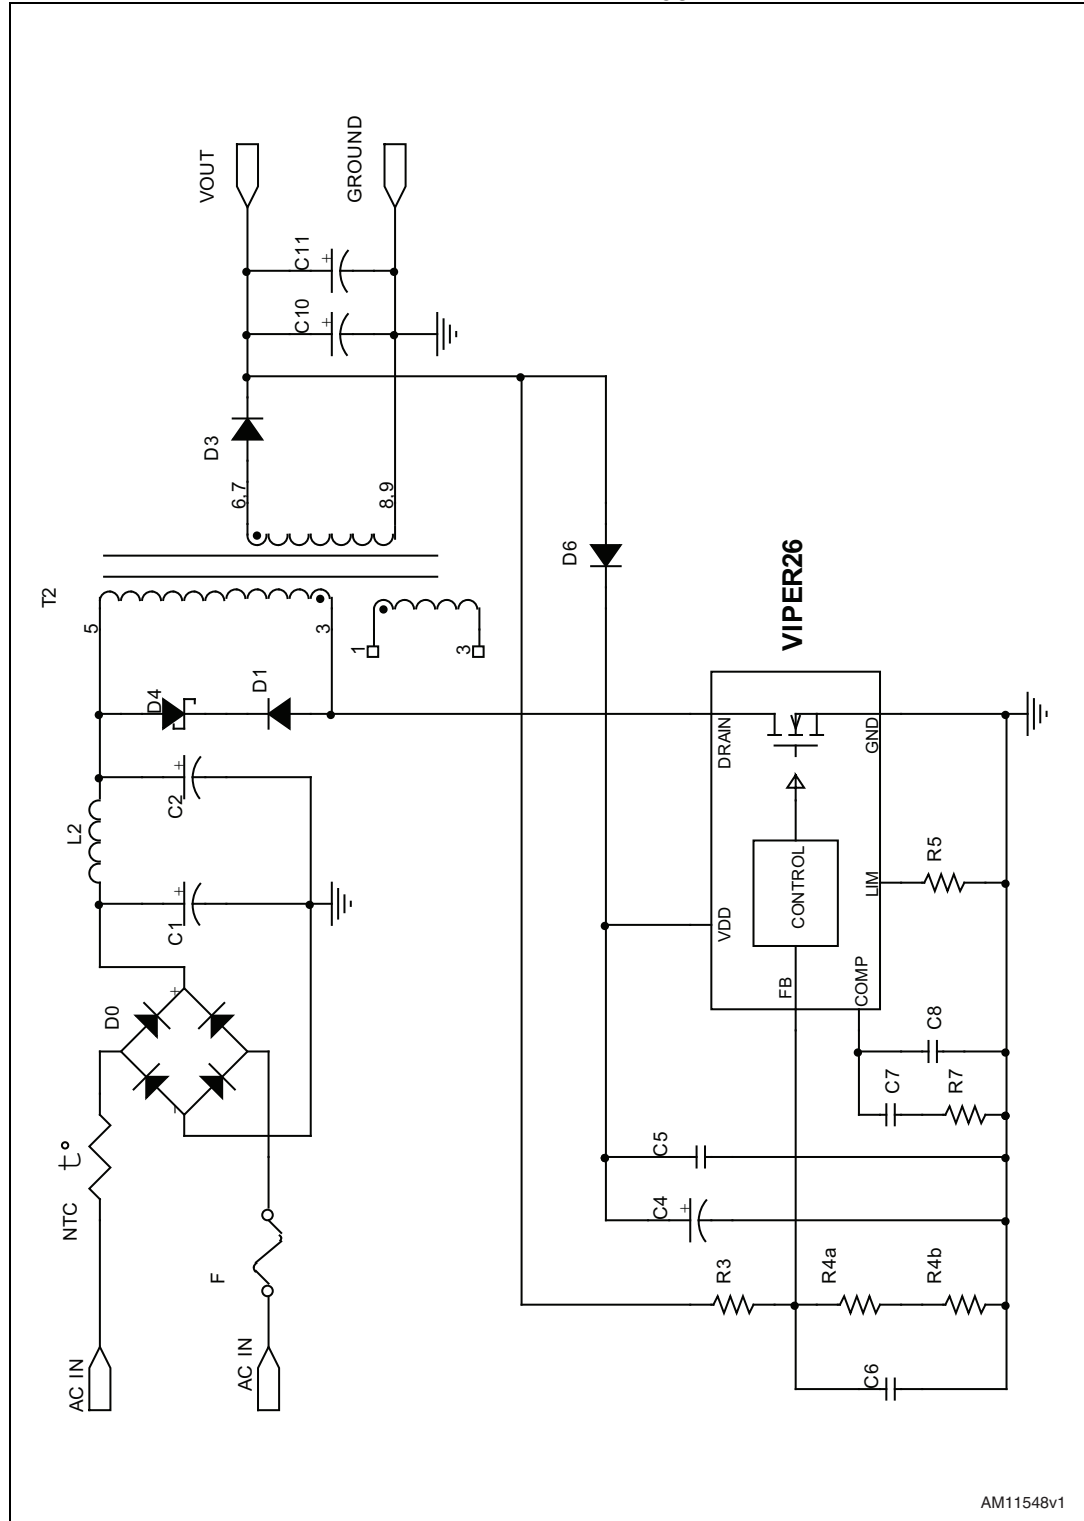 AC IN
NTC
t°
AC IN
F
D0
+
-
C1
+
L2
C2
+
D4
D1
5
3
T2
1
3
6,7
8,9
D3
C10
+
C11
+
VOUT
GROUND
D6
VIPER26
DRAIN
GND
VDD
CONTROL
LIM
FB
COMP
R5
C8
C7
R7
C5
C4
+
R3
R4a
R4b
C6
AM11548v1